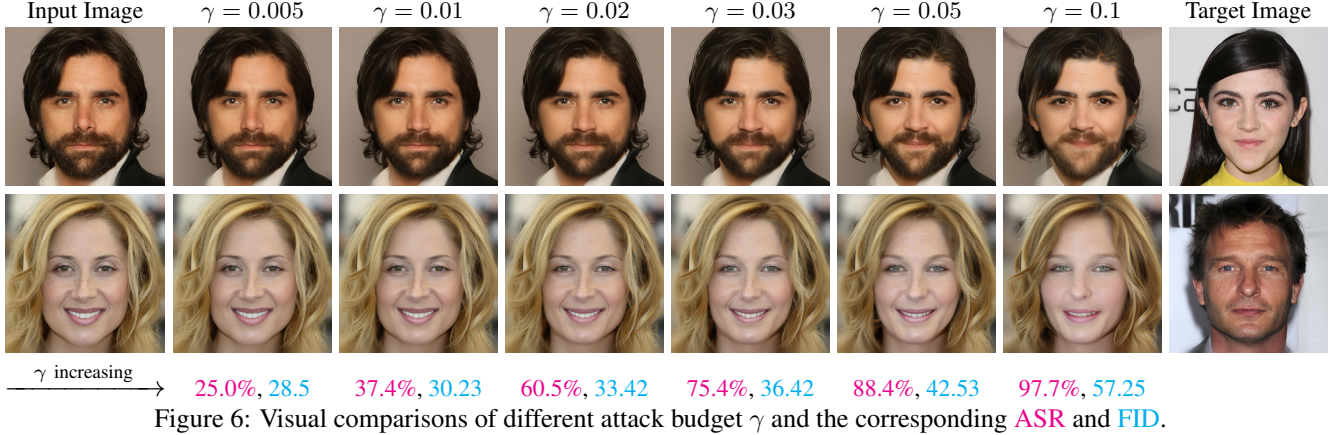 Input Image γ = 0.005 γ = 0.01 γ = 0.02 γ = 0.03 γ = 0.05 γ = 0.1 Target Image
ca
RIE
γ increasing 25.0%, 28.5 37.4%, 30.23 60.5%, 33.42 75.4%, 36.42 88.4%, 42.53 97.7%, 57.25
Figure 6: Visual comparisons of different attack budget γ and the corresponding ASR and FID.